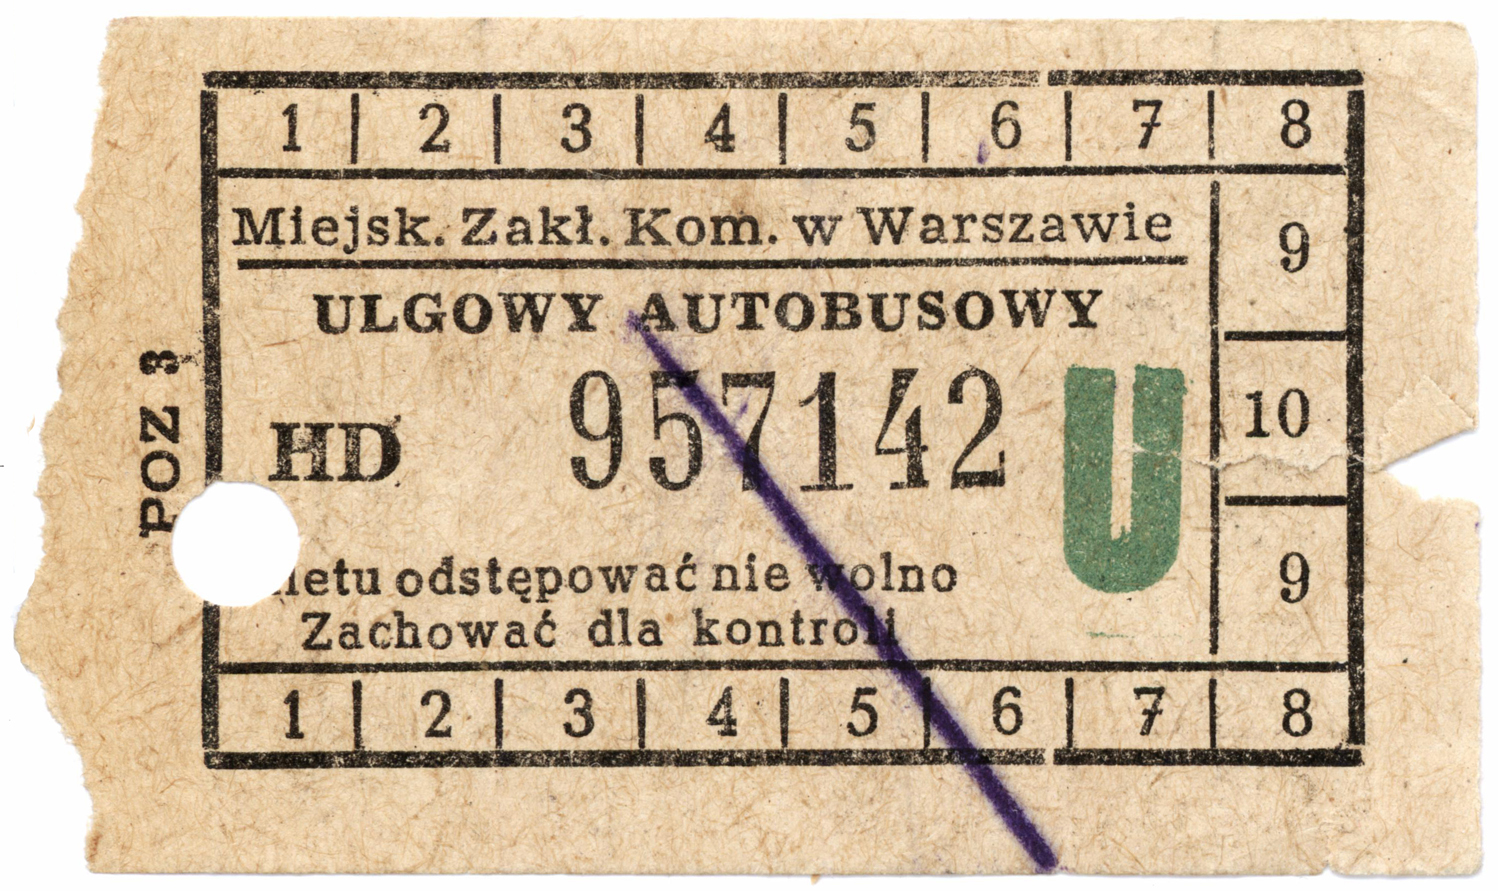 1 2 3 4 5 6 7 8
Miejsk. Zakł. Kom. w Warszawie
9
ULGOWY AUTOBUSOWY
HD 957142 U
10
POZ 3
odstępować nie wolno
9
Zachować dla kontroli
1 2 3 4 5 6 7 8